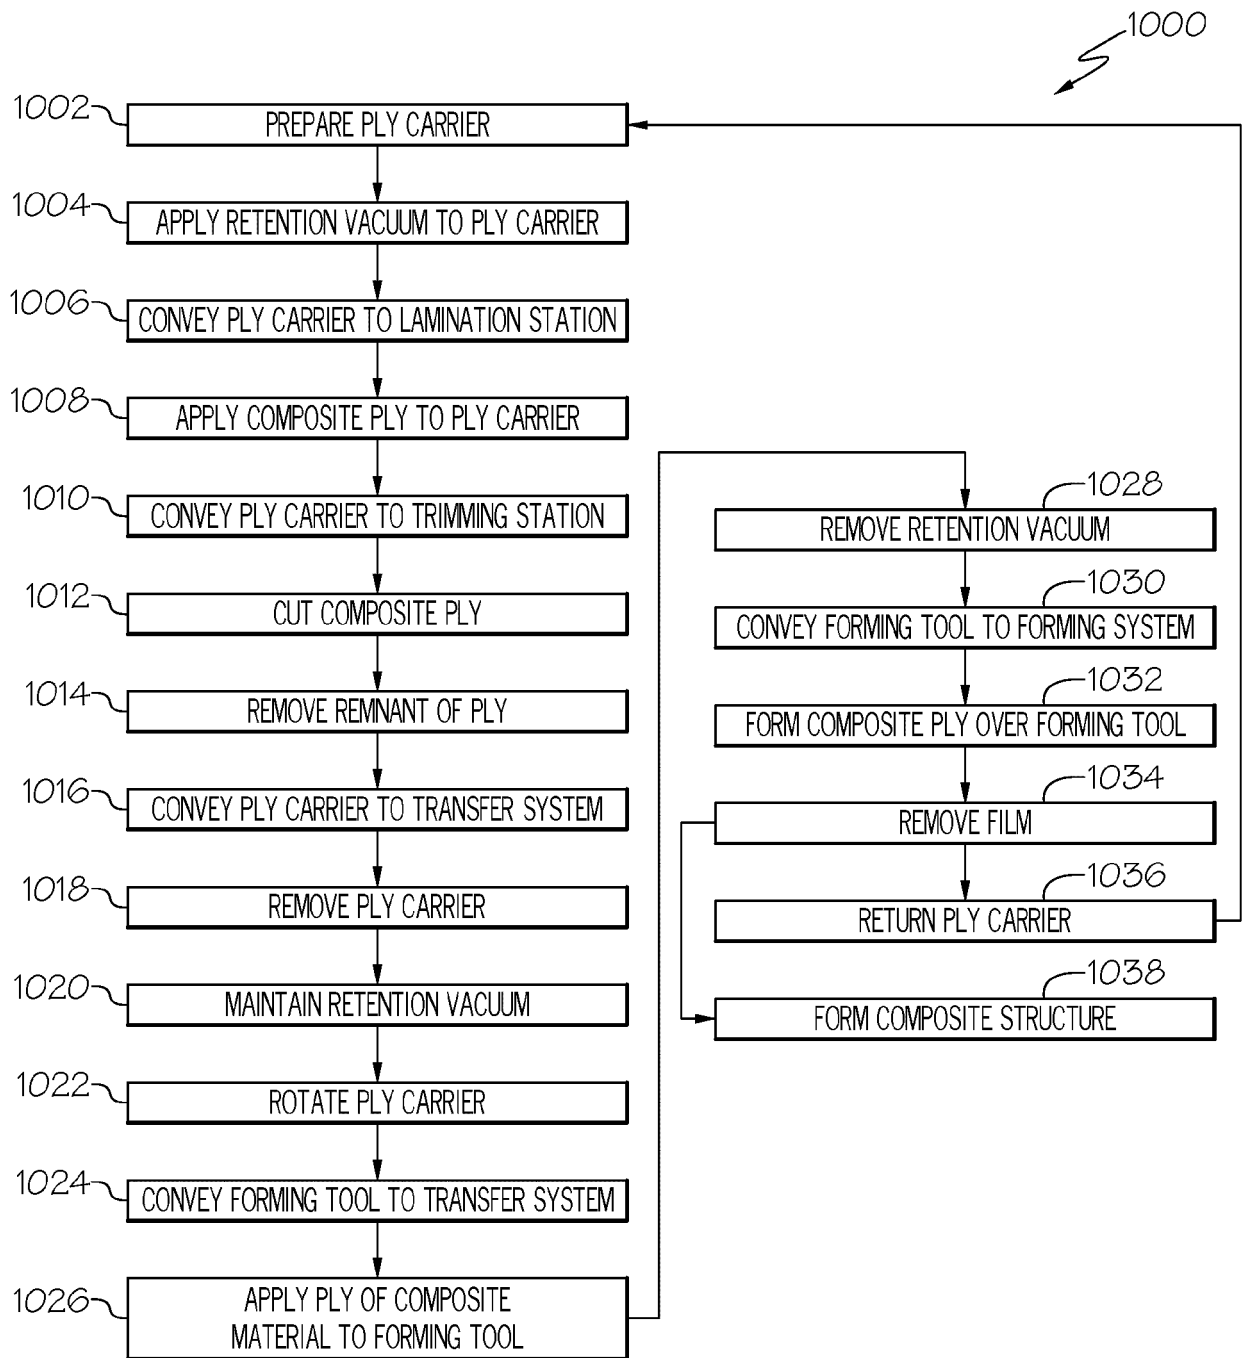 1000
1002
PREPARE PLY CARRIER
1004
APPLY RETENTION VACUUM TO PLY CARRIER
1006
CONVEY PLY CARRIER TO LAMINATION STATION
1008
APPLY COMPOSITE PLY TO PLY CARRIER
1010
CONVEY PLY CARRIER TO TRIMMING STATION
1012
CUT COMPOSITE PLY
1014
REMOVE REMNANT OF PLY
1016
CONVEY PLY CARRIER TO TRANSFER SYSTEM
1018
REMOVE PLY CARRIER
1020
MAINTAIN RETENTION VACUUM
1022
ROTATE PLY CARRIER
1024
CONVEY FORMING TOOL TO TRANSFER SYSTEM
1026
APPLY PLY OF COMPOSITE
MATERIAL TO FORMING TOOL
1028
REMOVE RETENTION VACUUM
1030
CONVEY FORMING TOOL TO FORMING SYSTEM
1032
FORM COMPOSITE PLY OVER FORMING TOOL
1034
REMOVE FILM
1036
RETURN PLY CARRIER
1038
FORM COMPOSITE STRUCTURE